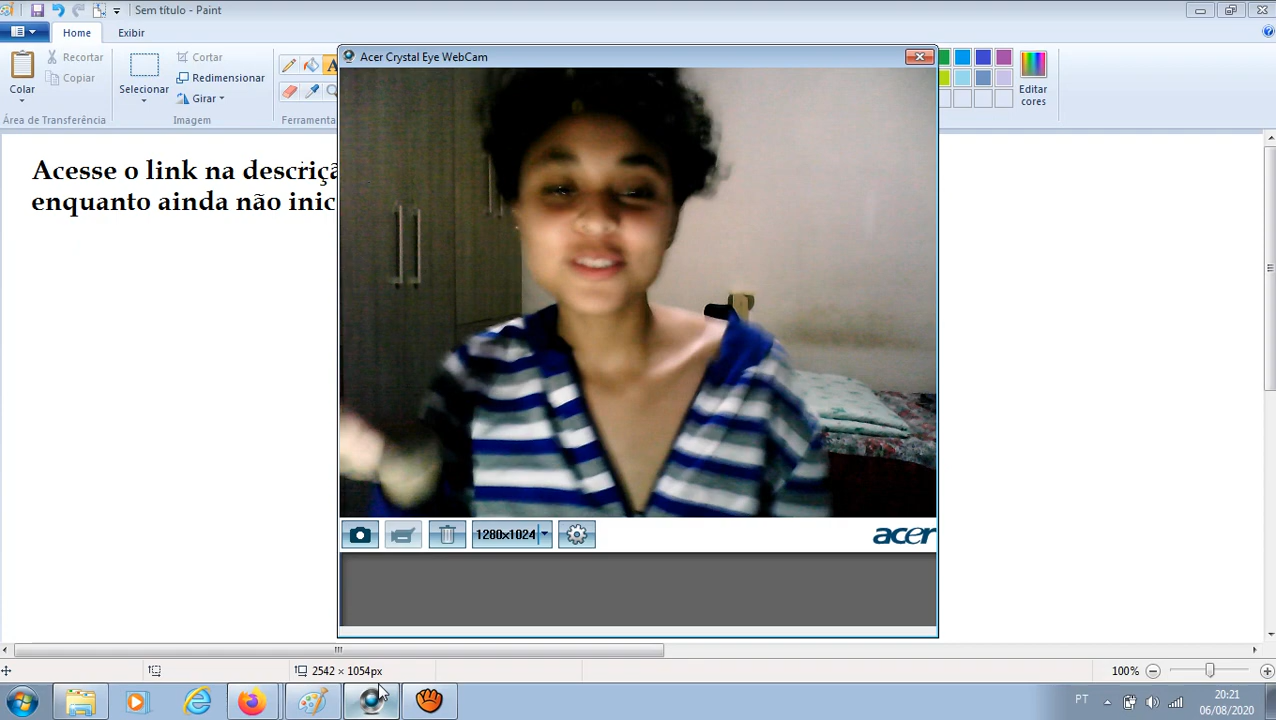 Sem título - Paint
Home Exibir
Colar
Recortar
Copiar
Área de Transferência
Selecionar
Cortar
Redimensionar
Girar
Imagem
A
Editar
cores
Acer Crystal Eye WebCam
Acesse o link na descriç
enquanto ainda não inic
1280x1024
acer
2542 × 1054px
100%
PT
20:21
06/08/2020